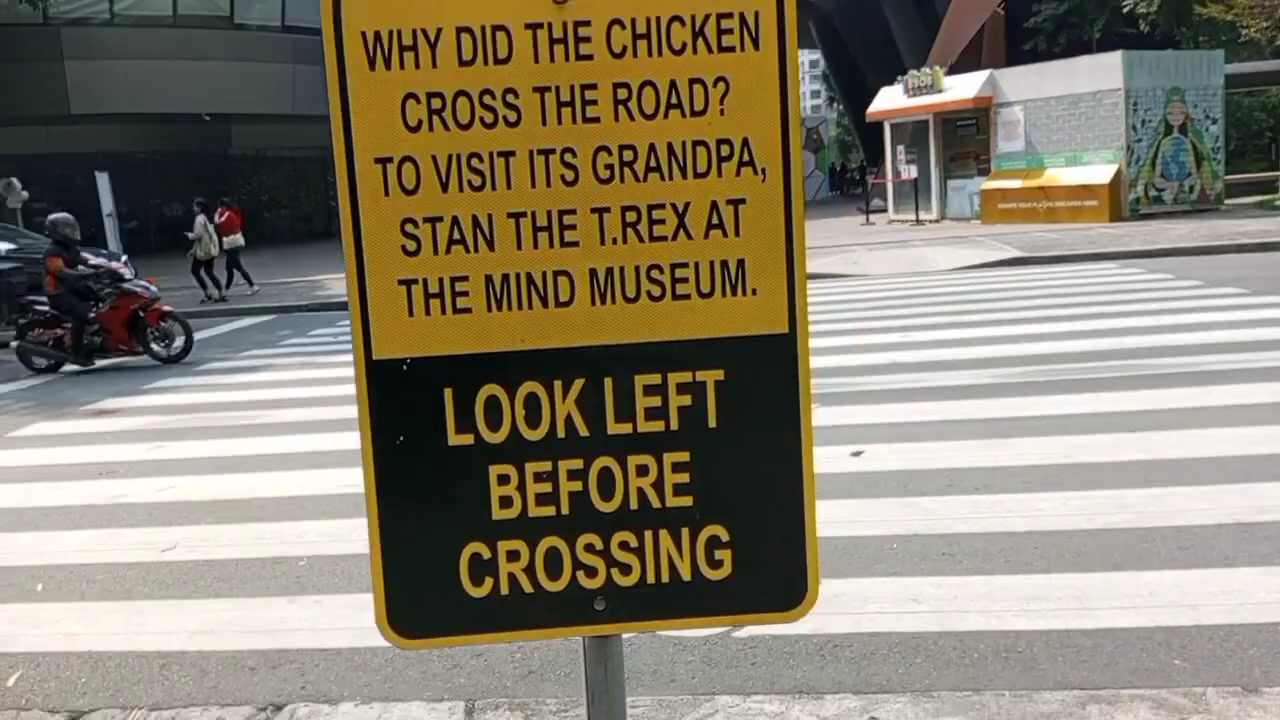 WHY DID THE CHICKEN
CROSS THE ROAD?
TO VISIT ITS GRANDPA,
STAN THE T.REX AT
THE MIND MUSEUM.
LOOK LEFT
BEFORE
CROSSING